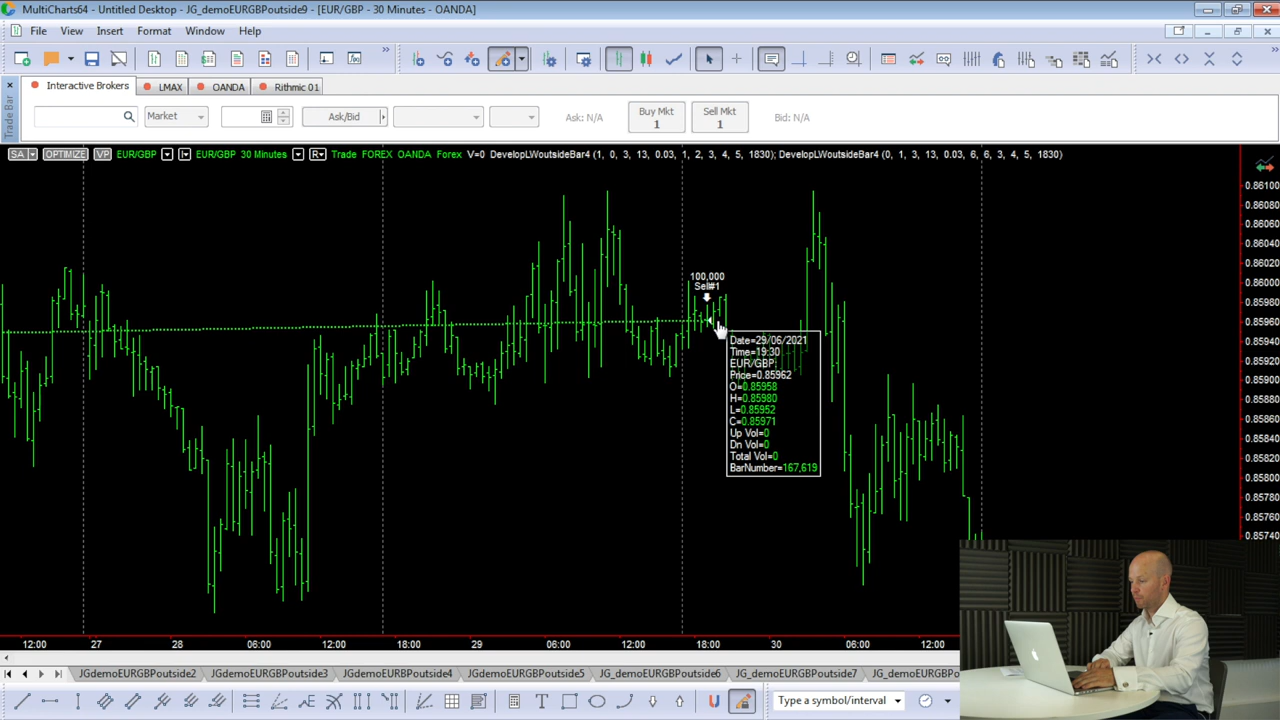 MultiCharts64 - Untitled Desktop - JG_demoEURGBPoutside9 - [EUR/GBP - 30 Minutes - OANDA]
File View Insert Format Window Help
Interactive Brokers LMAX OANDA Rithmic 01
Trade Bar
Market Ask/Bid Ask: N/A Buy Mkt 1 Sell Mkt 1 Bid: N/A
SA OPTIMIZE VP EUR/GBP I EUR/GBP 30 Minutes R Trade FOREX OANDA Forex V=0 DevelopLWoutsideBar4 (1, 0, 3, 13, 0.03, 1, 2, 3, 4, 5, 1830); DevelopLWoutsideBar4 (0, 1, 3, 13, 0.03, 6, 6, 3, 4, 5, 1830)
0.86100
0.86080
0.86060
0.86040
0.86020
0.86000
0.85980
0.85960
0.85940
0.85920
0.85900
0.85880
0.85860
0.85840
0.85820
0.85800
0.85780
0.85760
0.85740
100,000
Sell#1
Date=29/06/2021
Time=19:30
EUR/GBP:
Price=0.85962
O=0.85958
H=0.85980
L=0.85952
C=0.85971
Up Vol=0
Dn Vol=0
Total Vol=0
BarNumber=167,619
12:00 27 28 06:00 12:00 18:00 29 06:00 12:00 18:00 30 06:00 12:00
JGdemoEURGBPoutside2 JGdemoEURGBPoutside3 JGdemoEURGBPoutside4 JGdemoEURGBPoutside5 JG_demoEURGBPoutside6 JG_demoEURGBPoutside7 JG_demoEURGBPo
Type a symbol/interval